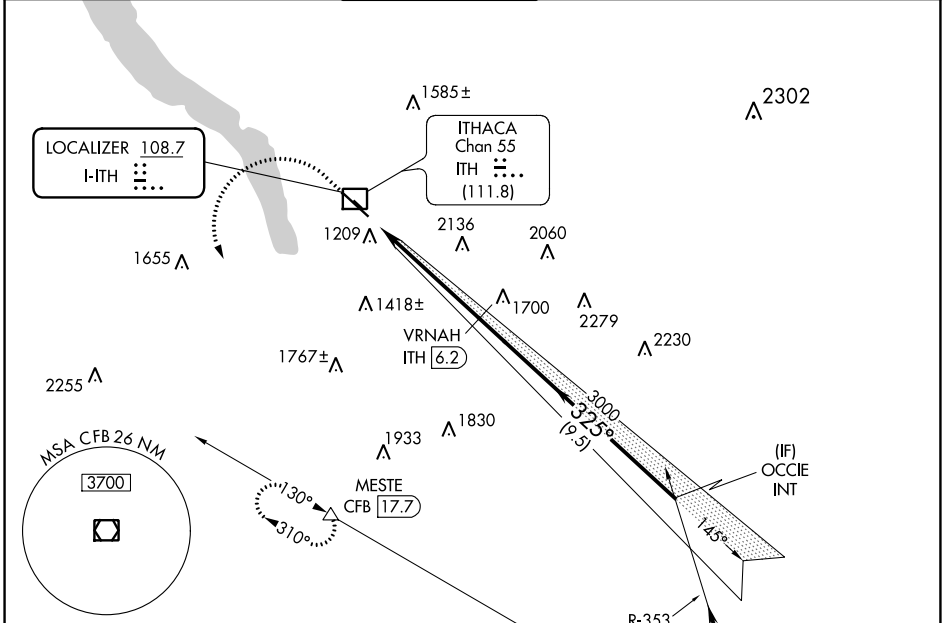 1585±
2302
LOCALIZER 108.7
I-ITH
ITHACA
Chan 55
ITH
(111.8)
1209
2136
2060
1655
1418±
1700
2279
VRNAH
ITH 6.2
2230
1767±
2255
3000
325°
(9.5)
1933
1830
MSA CFB 26 NM
3700
MESTE
CFB 17.7
130°
310°
(IF)
OCCIE
INT
145°
R-353